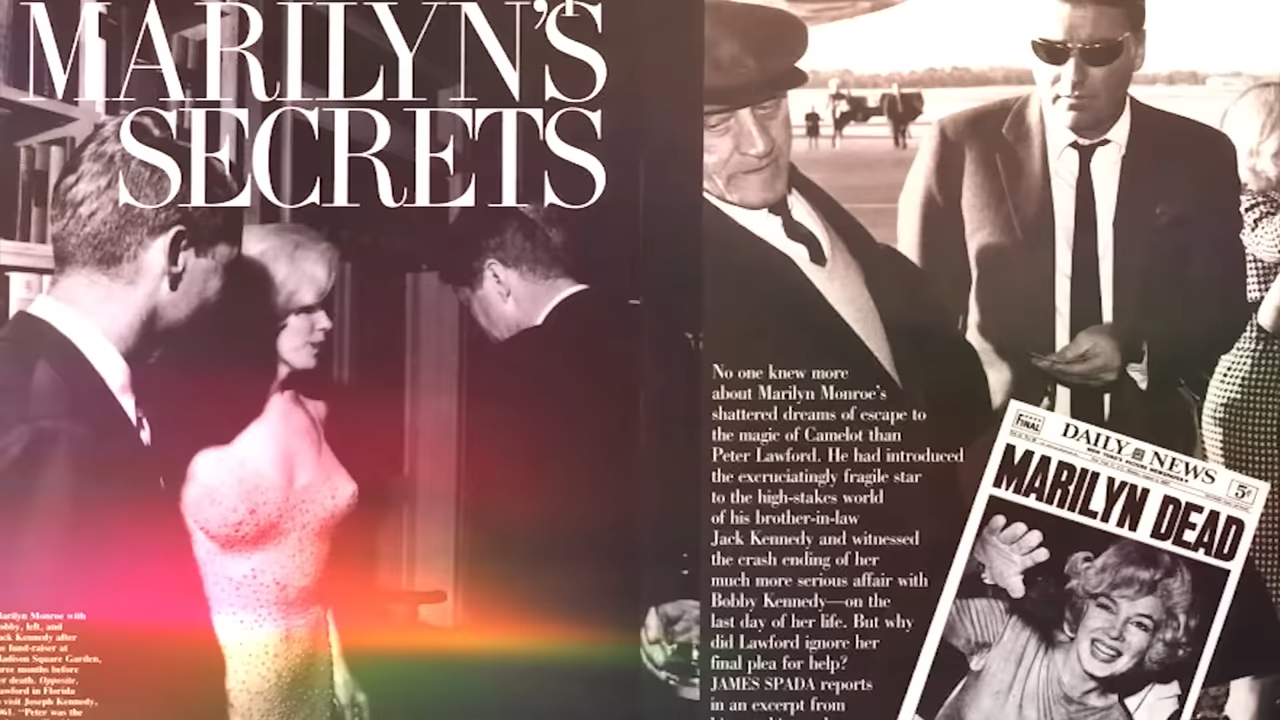 MARILYN'S
SECRETS
No one knew more
about Marilyn Monroe's
shattered dreams of escape to
the magic of Camelot than
Peter Lawford. He had introduced
the excruciatingly fragile star
to the high-stakes world
of his brother-in-law
Jack Kennedy and witnessed
the crash ending of her
much more serious affair with
Bobby Kennedy—on the
last day of her life. But why
did Lawford ignore her
final plea for help?
JAMES SPADA reports
in an excerpt from
FINAL
DAILY NEWS
NEW YORK'S PICTURE NEWSPAPER
5¢
MARILYN DEAD
arilyn Monroe with
obby, left, and
ack Kennedy after
fund-raiser at
adison Square Garden,
ree months before
er death. Opposite,
awford in Florida
visit Joseph Kennedy,
961. "Peter was the